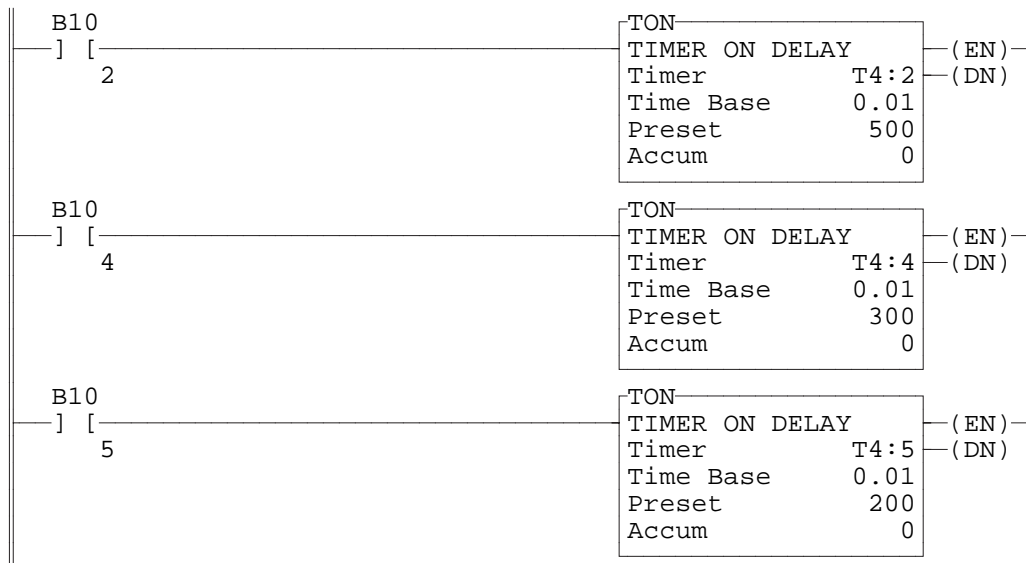 B10 TON
] [ TIMER ON DELAY (EN)
2 Timer T4:2 (DN)
Time Base 0.01
Preset 500
Accum 0
B10 TON
] [ TIMER ON DELAY (EN)
4 Timer T4:4 (DN)
Time Base 0.01
Preset 300
Accum 0
B10 TON
] [ TIMER ON DELAY (EN)
5 Timer T4:5 (DN)
Time Base 0.01
Preset 200
Accum 0